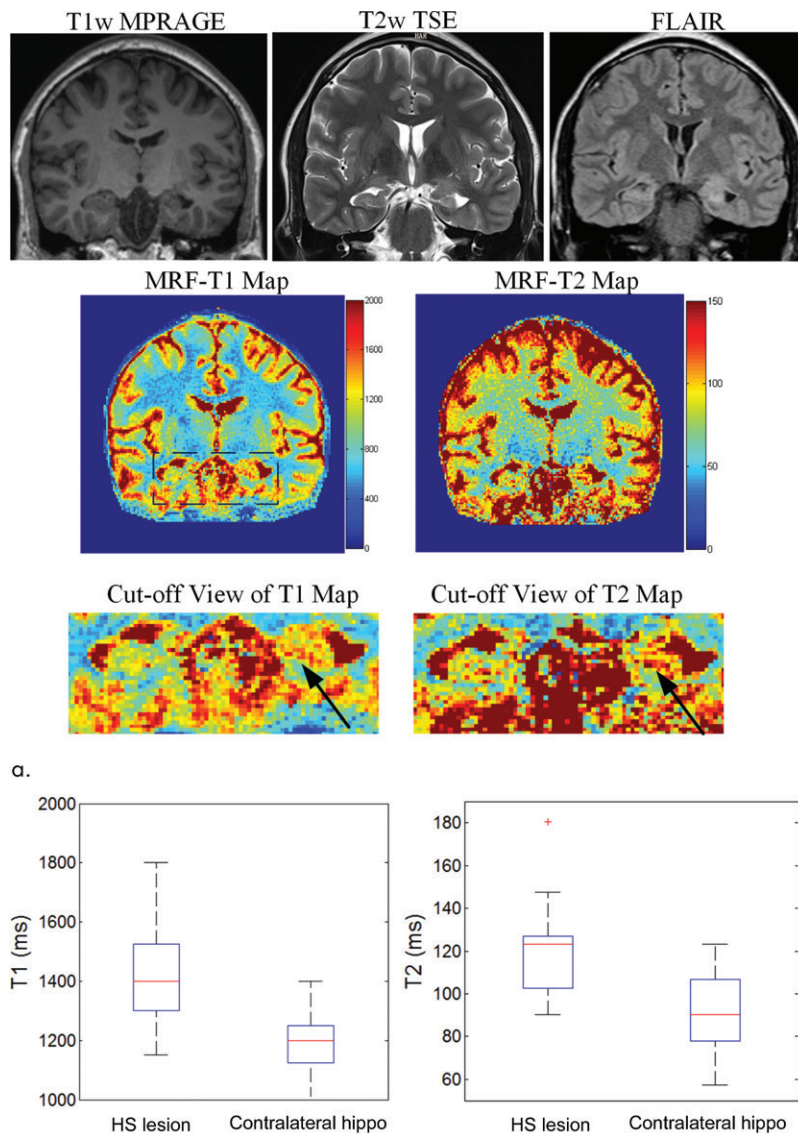 T1w MPRAGE
T2w TSE
FLAIR
HAR
MRF-T1 Map
MRF-T2 Map
2000
1600
1200
800
400
0
150
100
50
0
Cut-off View of T1 Map
Cut-off View of T2 Map
a.
2000
1800
1600
1400
1200
1000
T1 (ms)
HS lesion
Contralateral hippo
180
160
140
120
100
80
60
T2 (ms)
HS lesion
Contralateral hippo